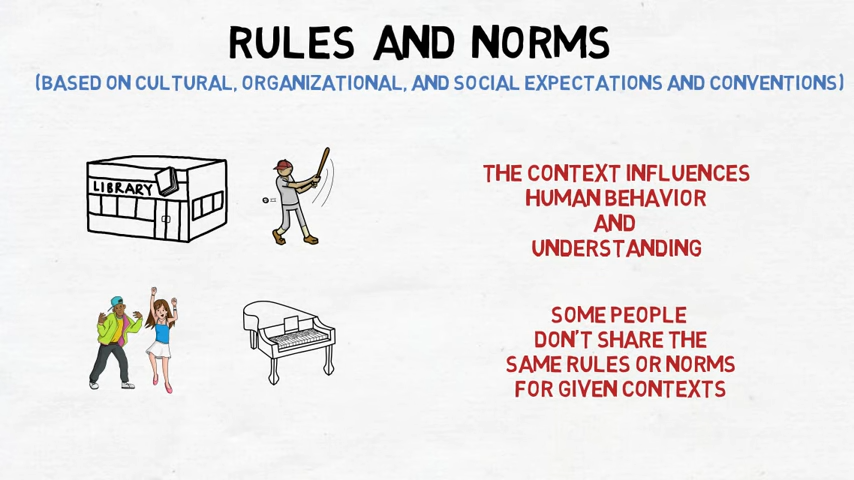 RULES AND NORMS
(BASED ON CULTURAL, ORGANIZATIONAL, AND SOCIAL EXPECTATIONS AND CONVENTIONS)
LIBRARY
THE CONTEXT INFLUENCES
HUMAN BEHAVIOR
AND
UNDERSTANDING
SOME PEOPLE
DON'T SHARE THE
SAME RULES OR NORMS
FOR GIVEN CONTEXTS